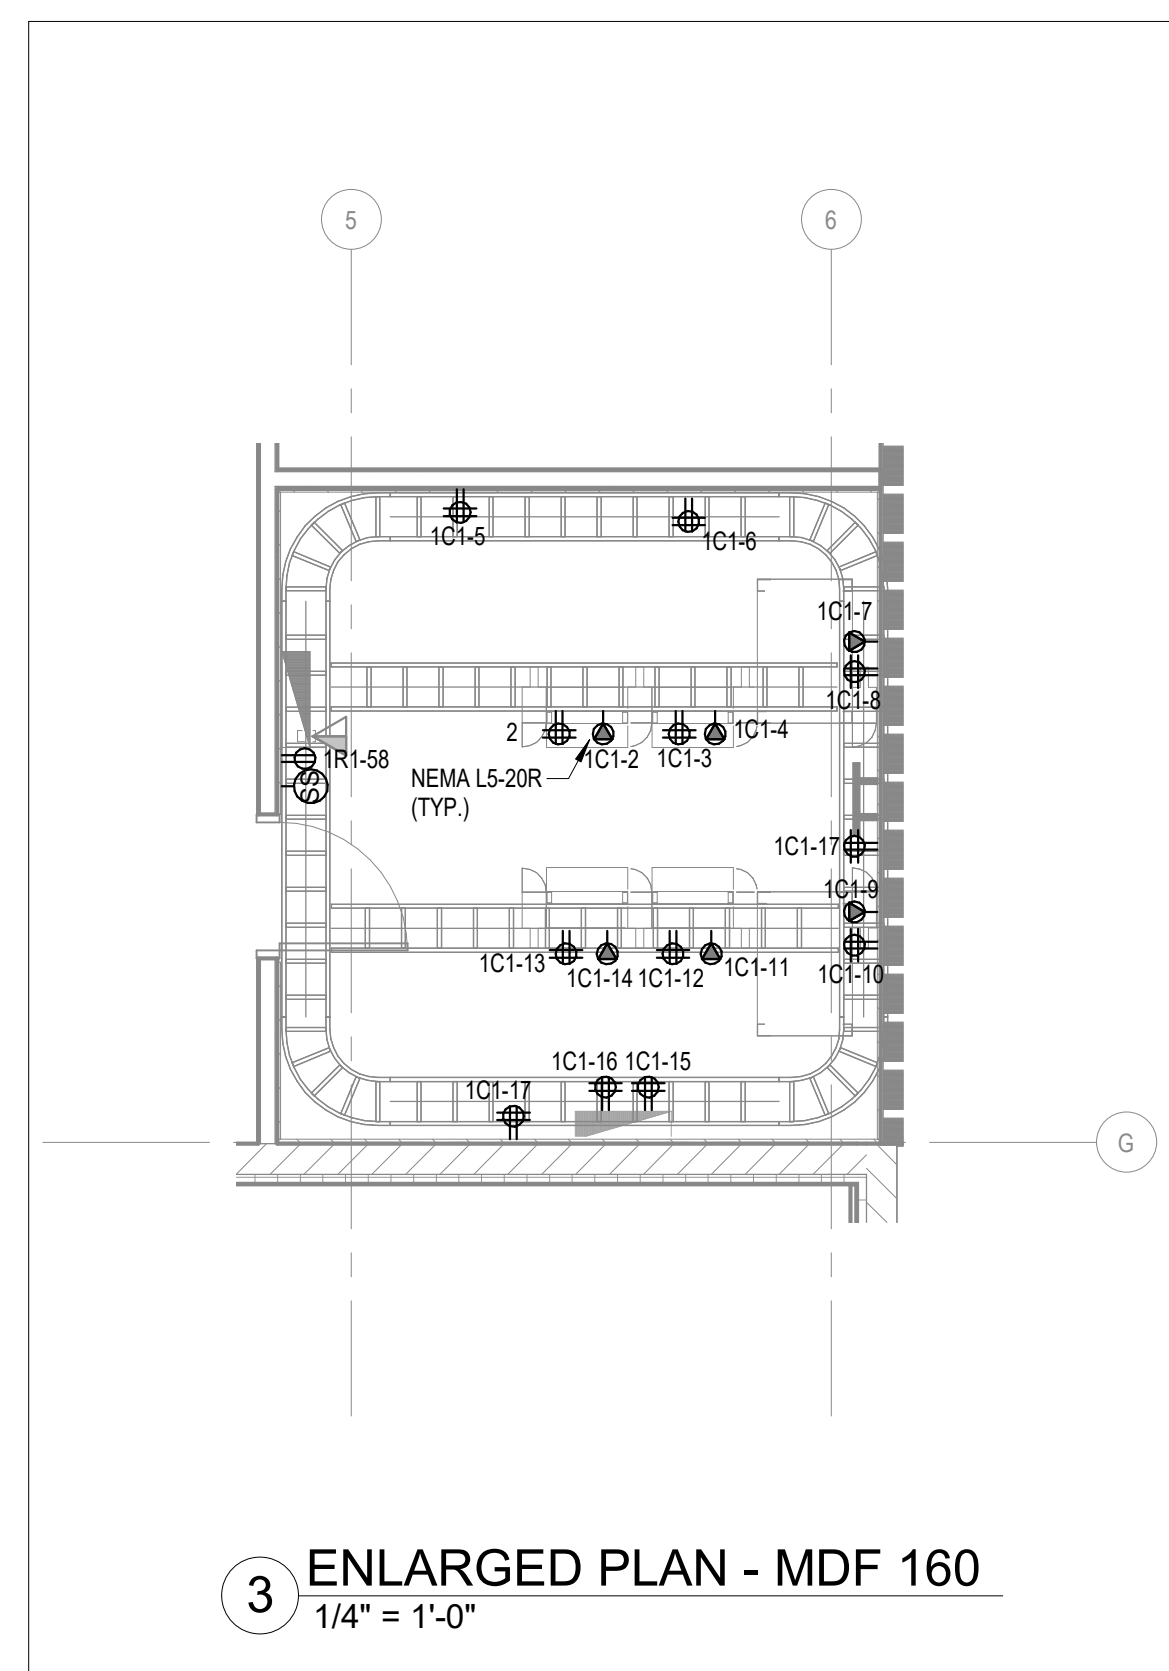 5
6
1C1-5
1C1-6
1C1-7
1C1-8
2
1C1-2
1C1-3
1C1-4
1R1-58
SS
NEMA L5-20R
(TYP.)
1C1-17
1C1-9
1C1-13
1C1-14
1C1-12
1C1-11
1C1-10
1C1-16
1C1-15
1C1-17
G
3
ENLARGED PLAN - MDF 160
1/4" = 1'-0"